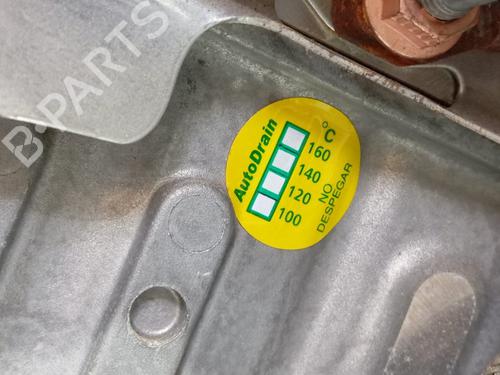 B-PARTS
AutoDrain
°C
160
140
120
100
NO
DESPEGAR